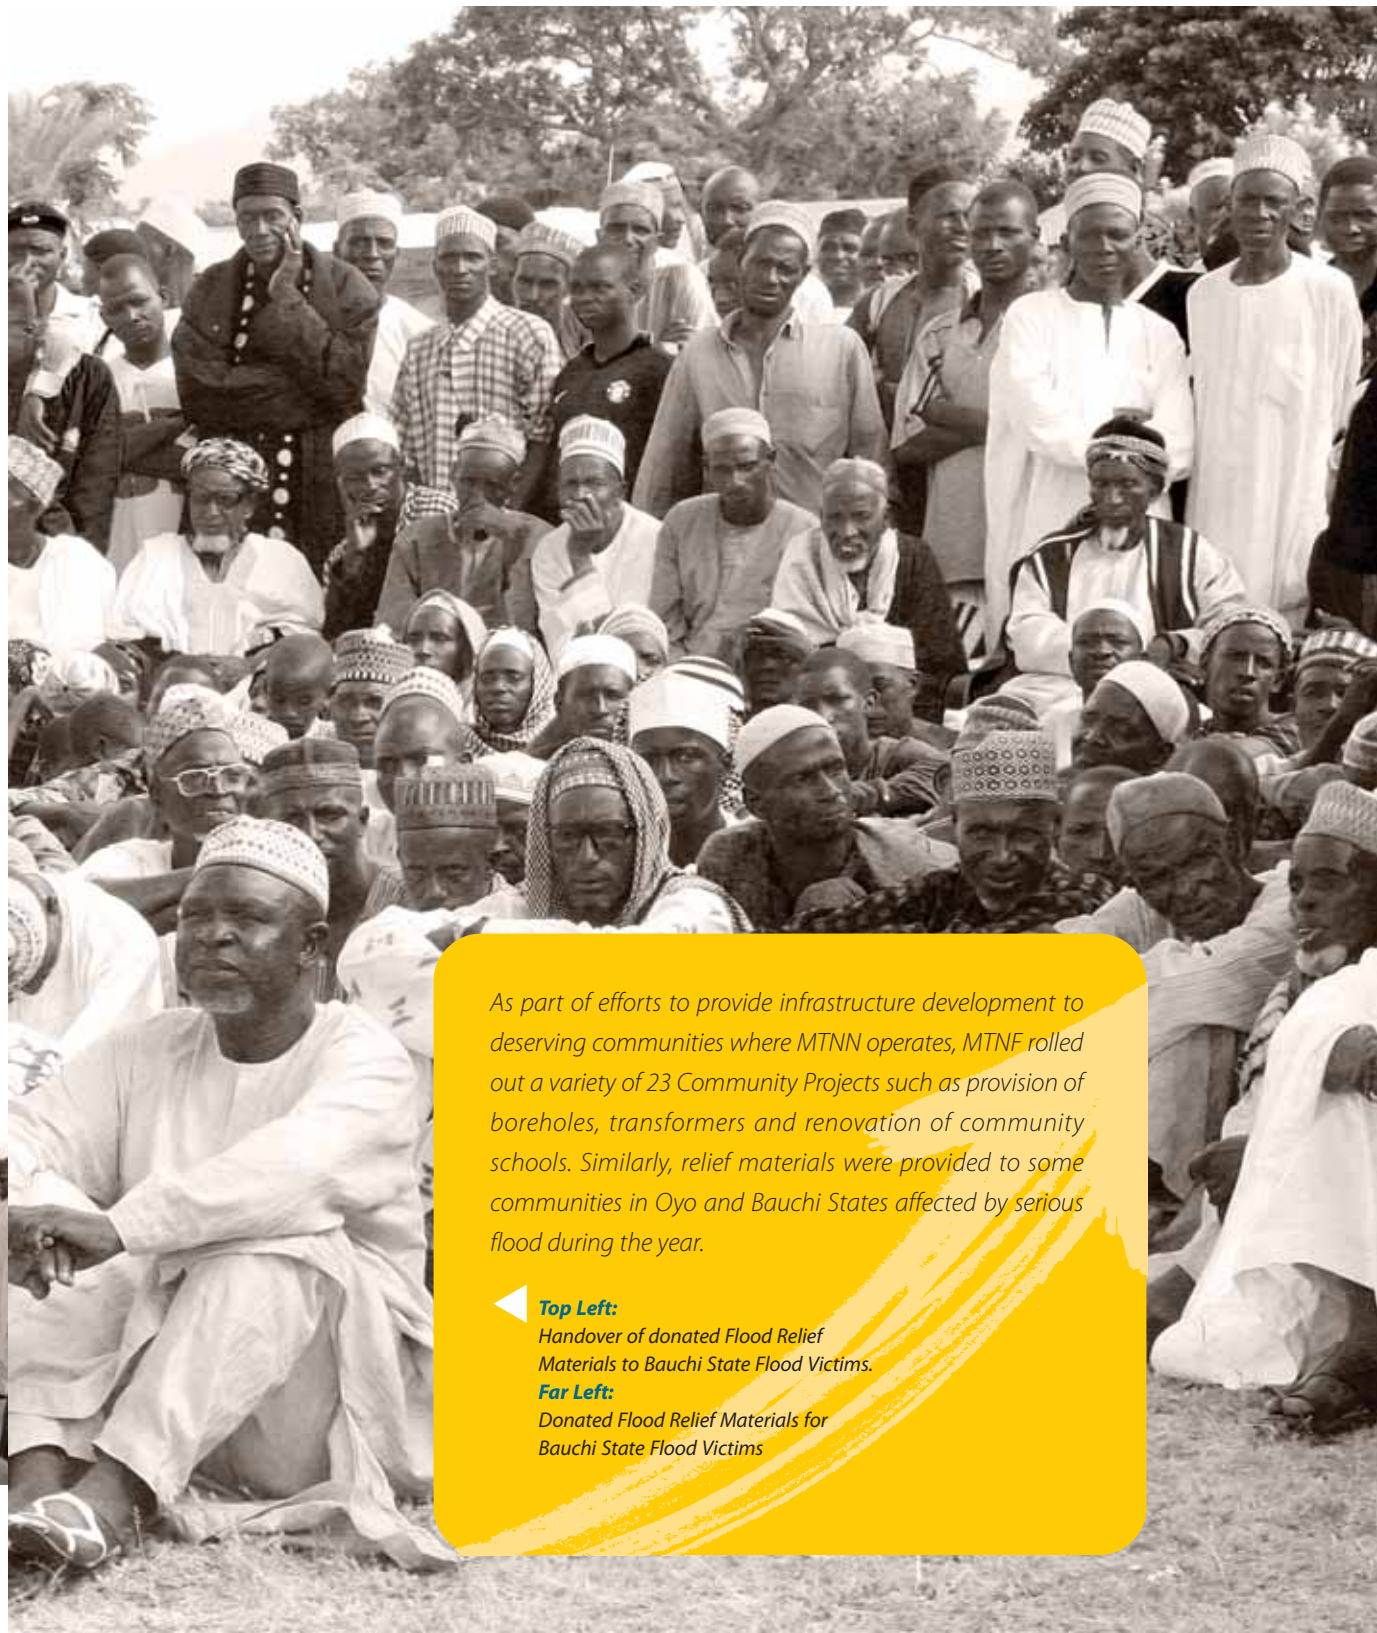 As part of efforts to provide infrastructure development to
deserving communities where MTNN operates, MTNF rolled
out a variety of 23 Community Projects such as provision of
boreholes, transformers and renovation of community
schools. Similarly, relief materials were provided to some
communities in Oyo and Bauchi States affected by serious
flood during the year.
Top Left:
Handover of donated Flood Relief
Materials to Bauchi State Flood Victims.
Far Left:
Donated Flood Relief Materials for
Bauchi State Flood Victims